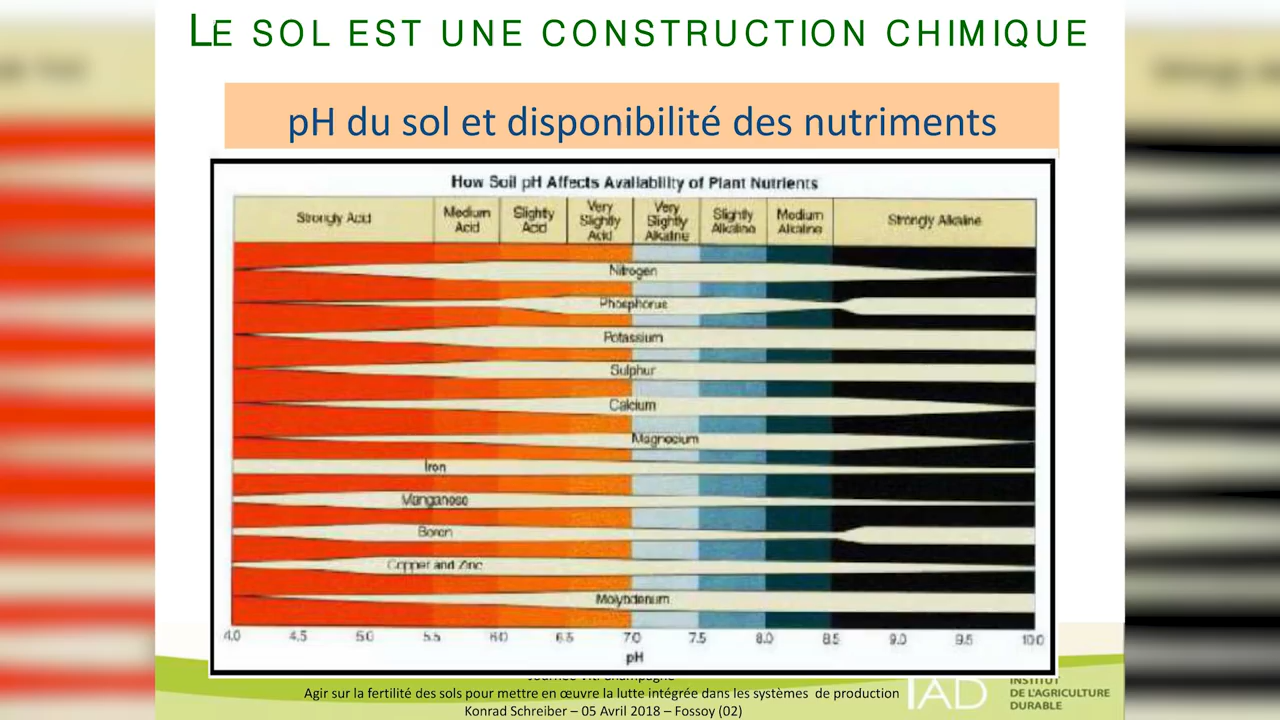 LE SOL EST UNE CONSTRUCTION CHIMIQUE
pH du sol et disponibilité des nutriments
How Soil pH Affects Availability of Plant Nutrients
Strongly Acid
Medium Acid
Slightly Acid
Very Slightly Acid
Very Slightly Alkaline
Slightly Alkaline
Medium Alkaline
Strongly Alkaline
Nitrogen
Phosphorus
Potassium
Sulphur
Calcium
Magnesium
Iron
Manganese
Boron
Copper and Zinc
Molybdenum
4.0 4.5 5.0 5.5 6.0 6.5 7.0 7.5 8.0 8.5 9.0 9.5 10.0
pH
Journée Viti Champagne
Agir sur la fertilité des sols pour mettre en œuvre la lutte intégrée dans les systèmes de production
Konrad Schreiber – 05 Avril 2018 – Fossoy (02)
IAD
INSTITUT
DE L'AGRICULTURE
DURABLE